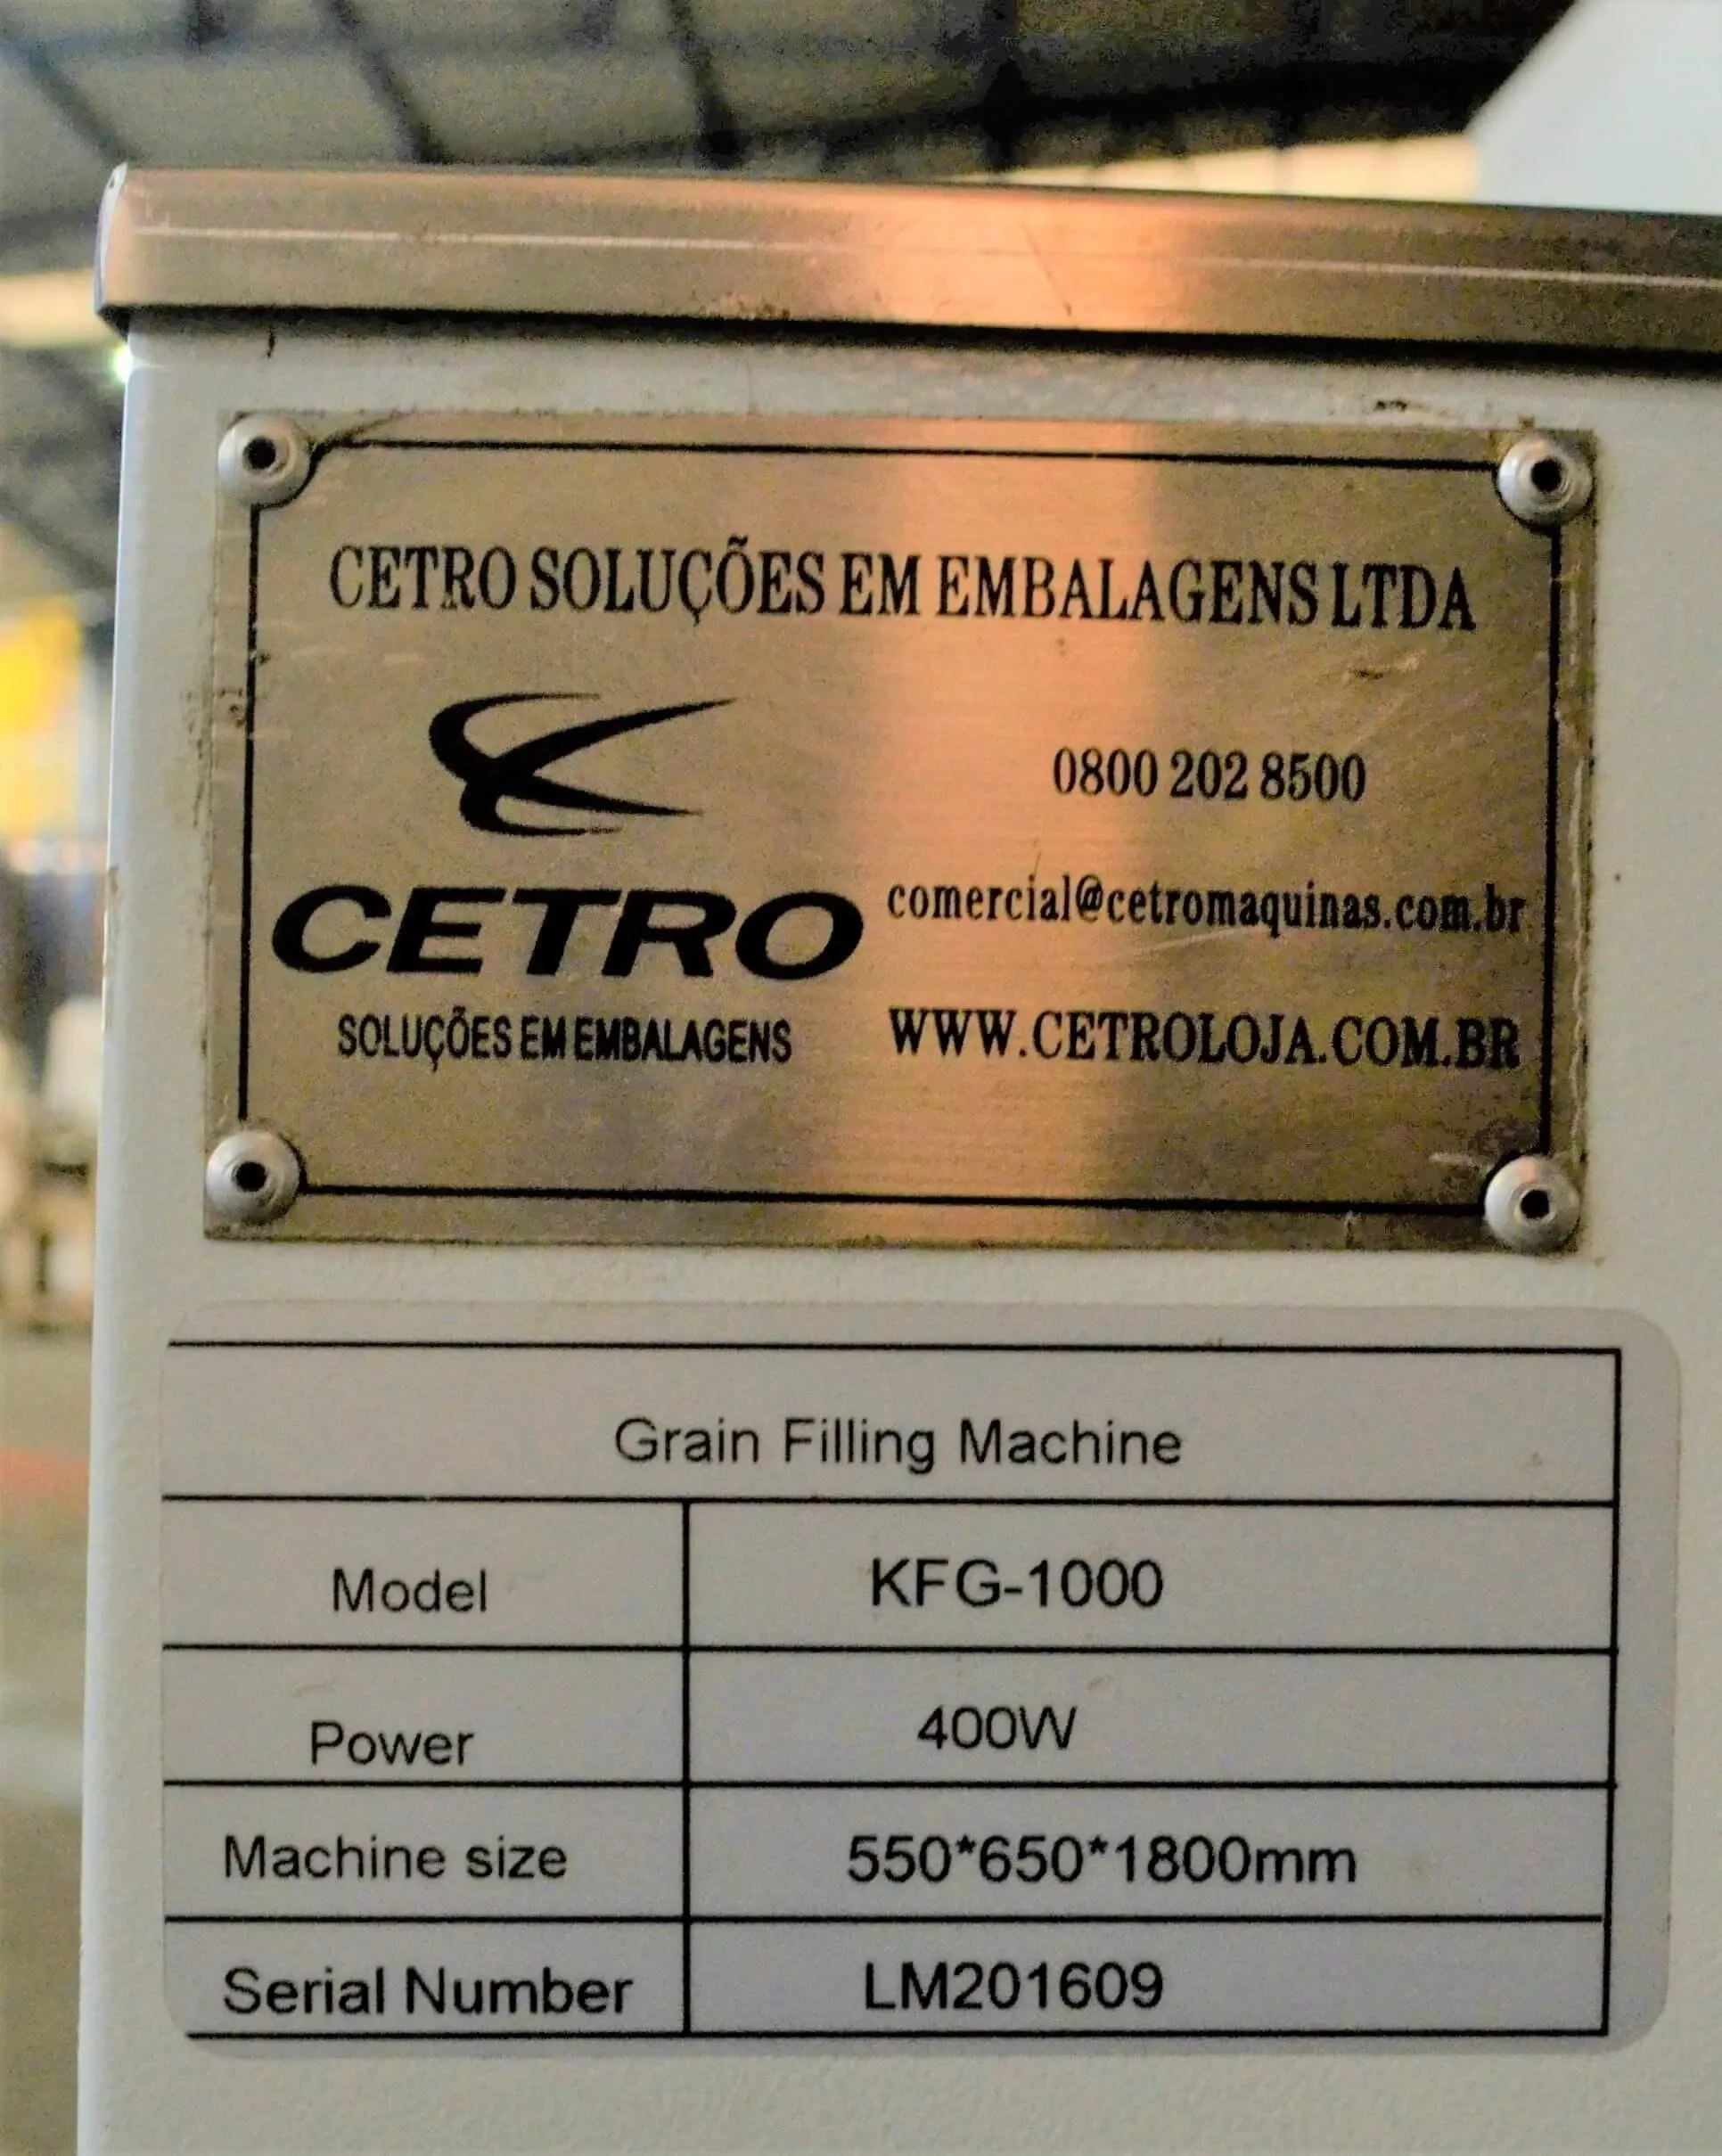 CETRO SOLUÇÕES EM EMBALAGENS LTDA
0800 202 8500
CETRO
comercial@cetromaquinas.com.br
SOLUÇÕES EM EMBALAGENS
WWW.CETROLOJA.COM.BR
Grain Filling Machine
Model KFG-1000
Power 400W
Machine size 550*650*1800mm
Serial Number LM201609